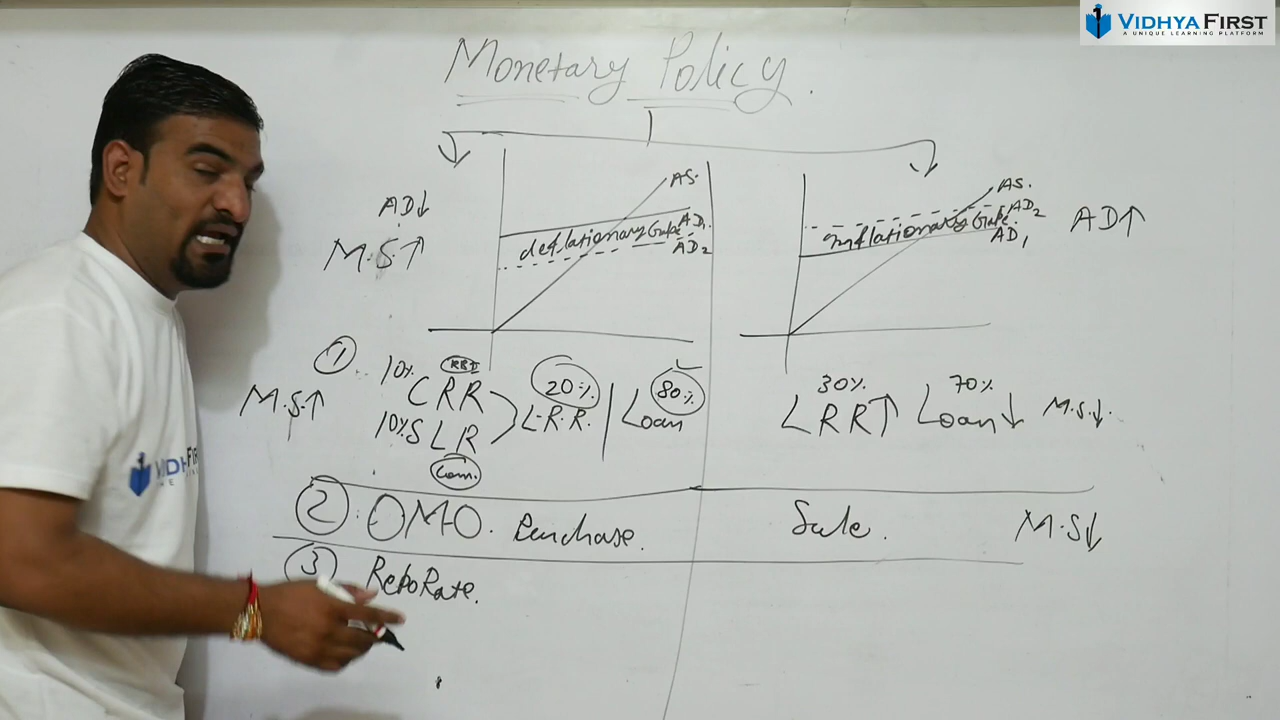 VIDHYA FIRST
A UNIQUE LEARNING PLATFORM
Monetary Policy.
AD↓
M.S↑
AS.
AD1
deflationary Gap
AD2
AS.
AD2
inflationary Gap
AD1
AD↑
1
M.S.↑
10% CRR RBI
10% SLR Com.
20%
L.R.R.
80%
Loan
30%
LRR↑
70%
Loan↓
M.S.↓
2. OMO. Purchase.
Sale.
M.S↓
3 RepoRate.